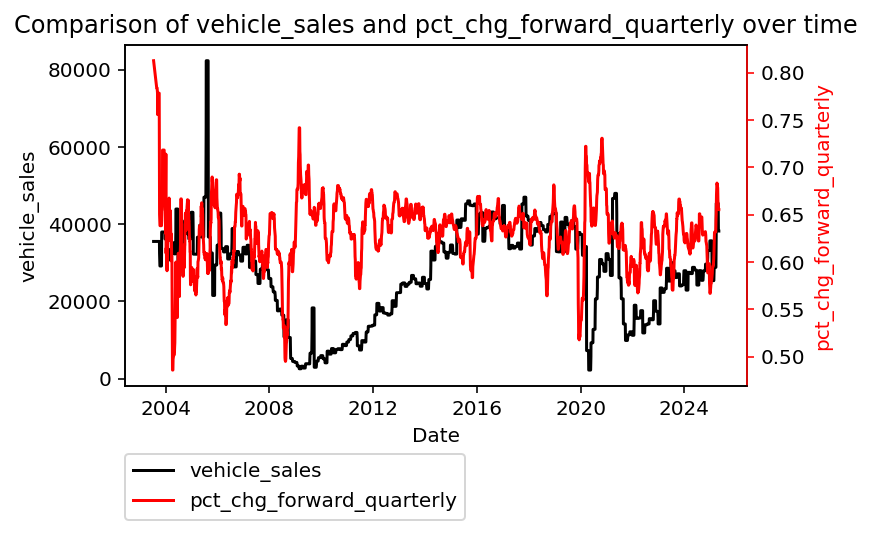 Comparison of vehicle_sales and pct_chg_forward_quarterly over time
vehicle_sales
80000
60000
40000
20000
0
0.80
0.75
0.70
0.65
0.60
0.55
0.50
pct_chg_forward_quarterly
2004 2008 2012 2016 2020 2024
Date
vehicle_sales
pct_chg_forward_quarterly